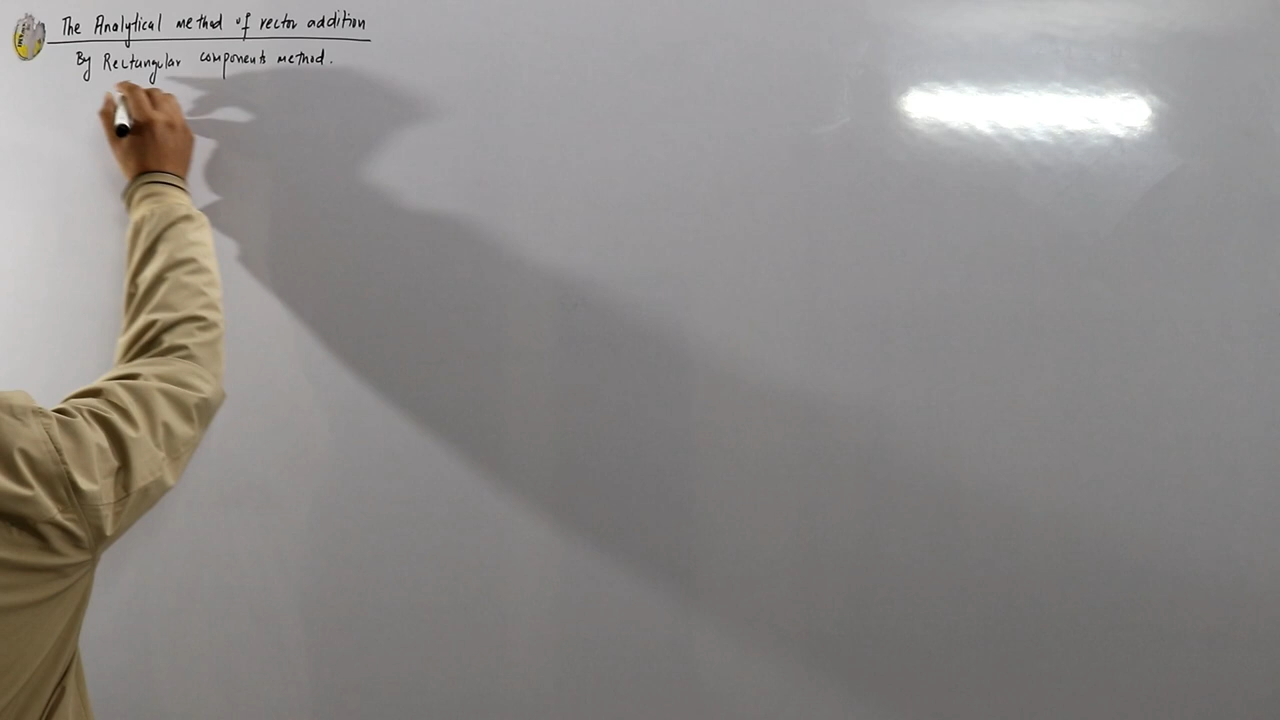 The Analytical method of vector addition
By Rectangular components method.